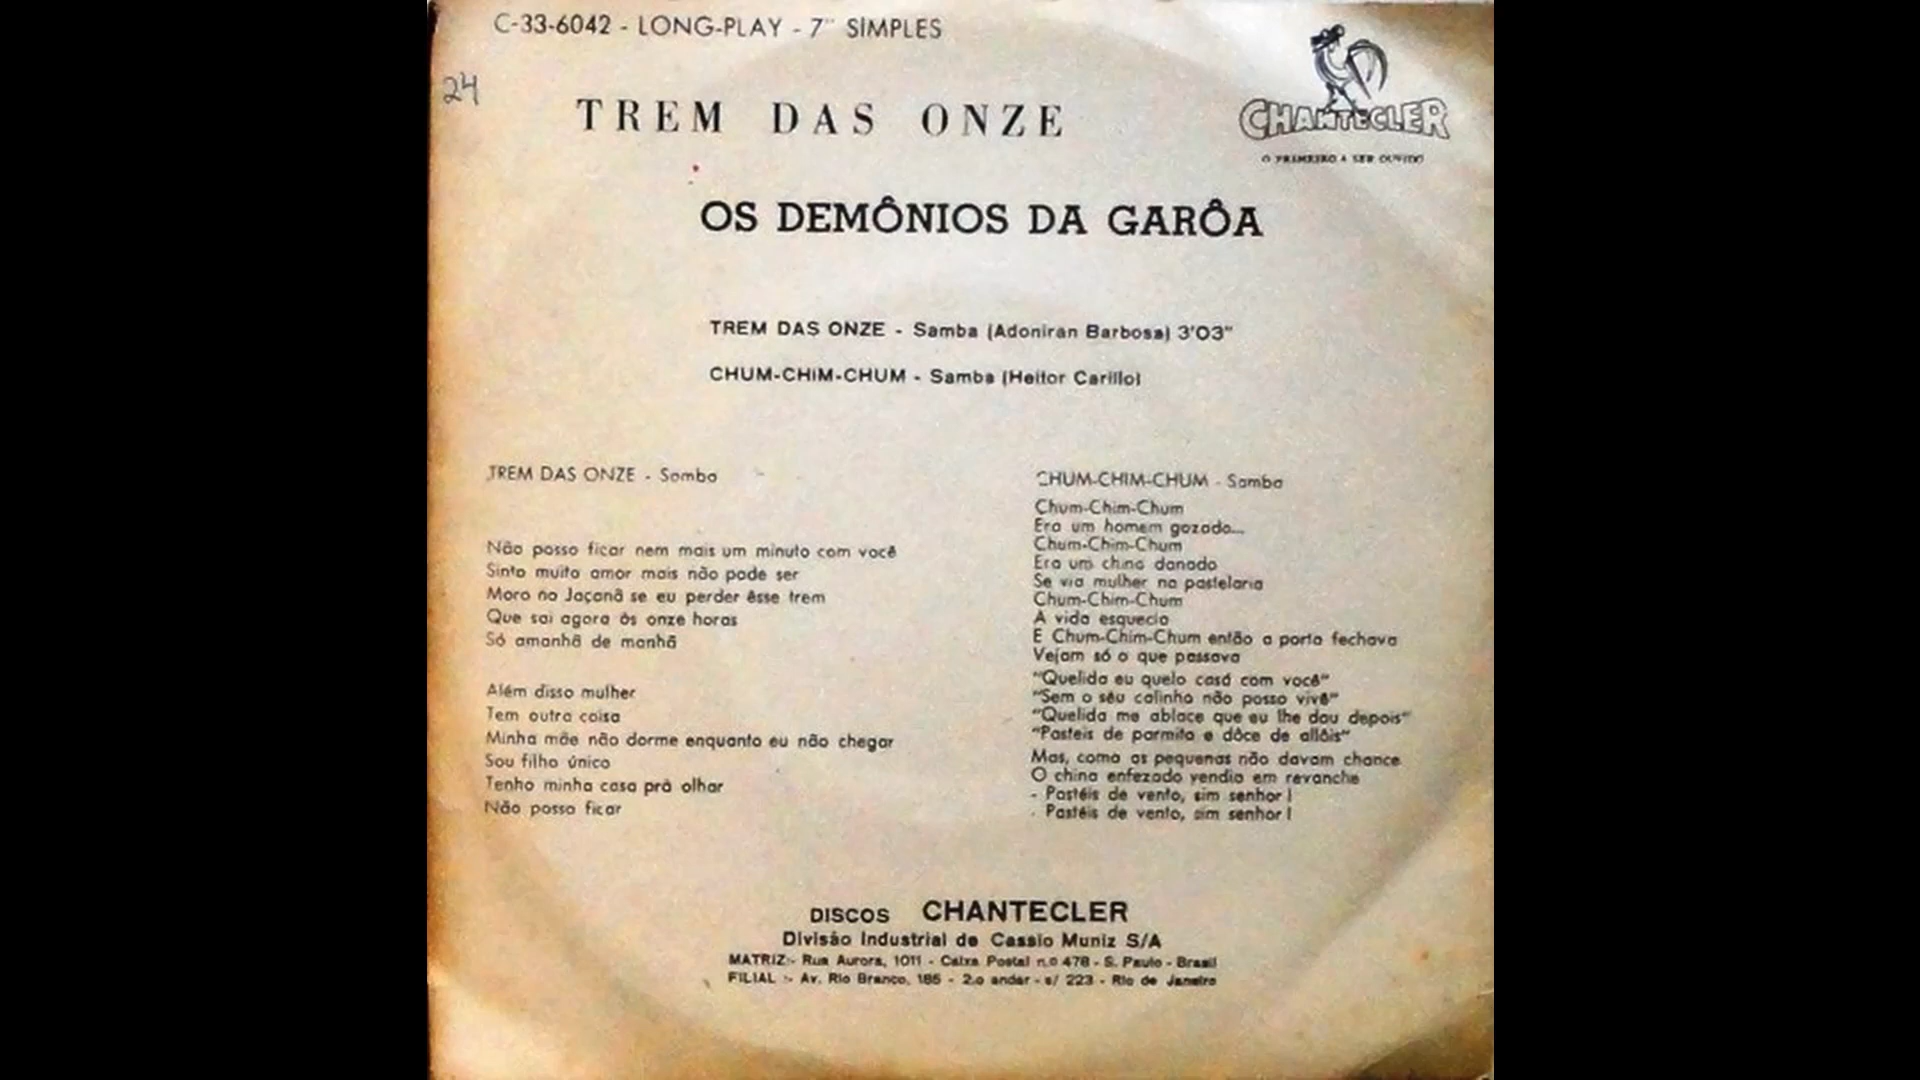 C-33-6042 - LONG-PLAY - 7" SIMPLES
24
CHANTECLER
O PRIMEIRO A SER OUVIDO
TREM DAS ONZE
OS DEMÔNIOS DA GARÔA
TREM DAS ONZE - Samba (Adoniran Barbosa) 3'03"
CHUM-CHIM-CHUM - Samba (Heitor Carillo)
TREM DAS ONZE - Samba
Não posso ficar nem mais um minuto com você
Sinto muito amor mais não pode ser
Moro no Jaçanã se eu perder êsse trem
Que sai agora às onze horas
Só amanhã de manhã
Além disso mulher
Tem outra coisa
Minha mãe não dorme enquanto eu não chegar
Sou filho único
Tenho minha casa prá olhar
Não posso ficar
CHUM-CHIM-CHUM - Samba
Chum-Chim-Chum
Era um homem gozado...
Chum-Chim-Chum
Era um china danado
Se via mulher na pastelaria
Chum-Chim-Chum
A vida esquecia
E Chum-Chim-Chum então a porta fechava
Vejam só o que passava
"Quelida eu quelo casá com você"
"Sem o sêu calinho não posso vivê"
"Quelida me ablace que eu lhe dou depois"
"Pasteis de parmito e dôce de allôis"
Mas, como as pequenas não davam chance
O china enfezado vendia em revanche
- Pastéis de vento, sim senhor!
- Pastéis de vento, sim senhor!
DISCOS CHANTECLER
Divisão Industrial de Cassio Muniz S/A
MATRIZ:- Rua Aurora, 1011 - Caixa Postal n.o 478 - S. Paulo - Brasil
FILIAL :- Av. Rio Branco, 185 - 2.o andar - s/ 223 - Rio de Janeiro